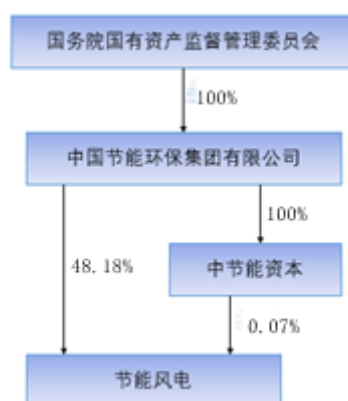 国务院国有资产监督管理委员会
100%
中国节能环保集团有限公司
100%
48.18%
中节能资本
0.07%
节能风电